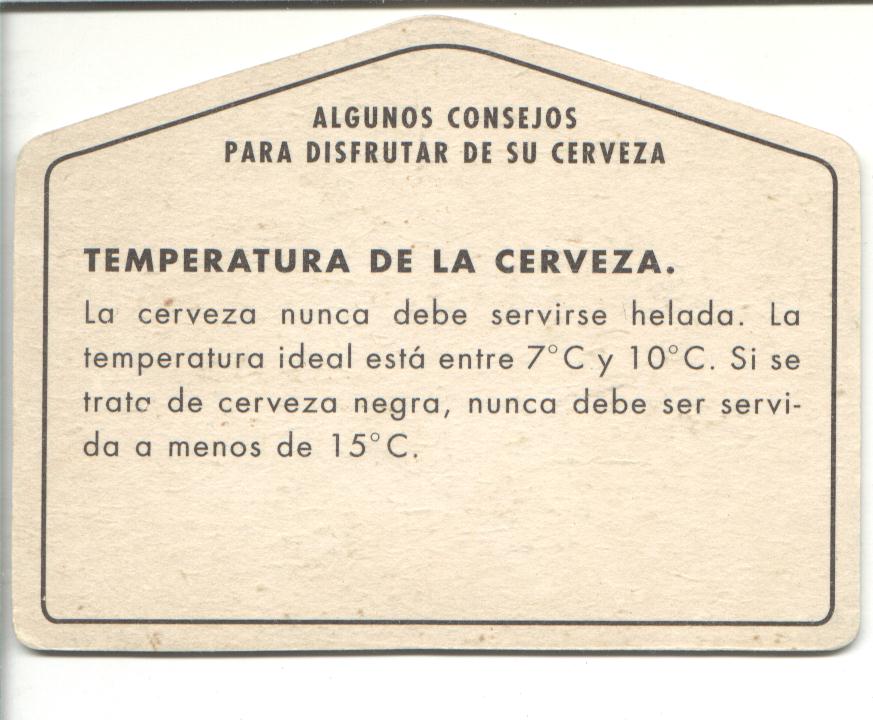 ALGUNOS CONSEJOS
PARA DISFRUTAR DE SU CERVEZA
TEMPERATURA DE LA CERVEZA.
La cerveza nunca debe servirse helada. La
temperatura ideal está entre 7°C y 10°C. Si se
trata de cerveza negra, nunca debe ser servi-
da a menos de 15°C.